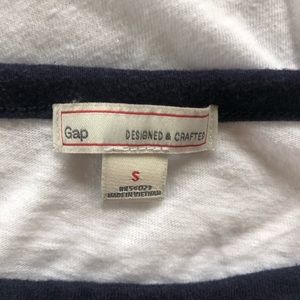 Gap
DESIGNED & CRAFTED
S
MADE IN VIETNAM